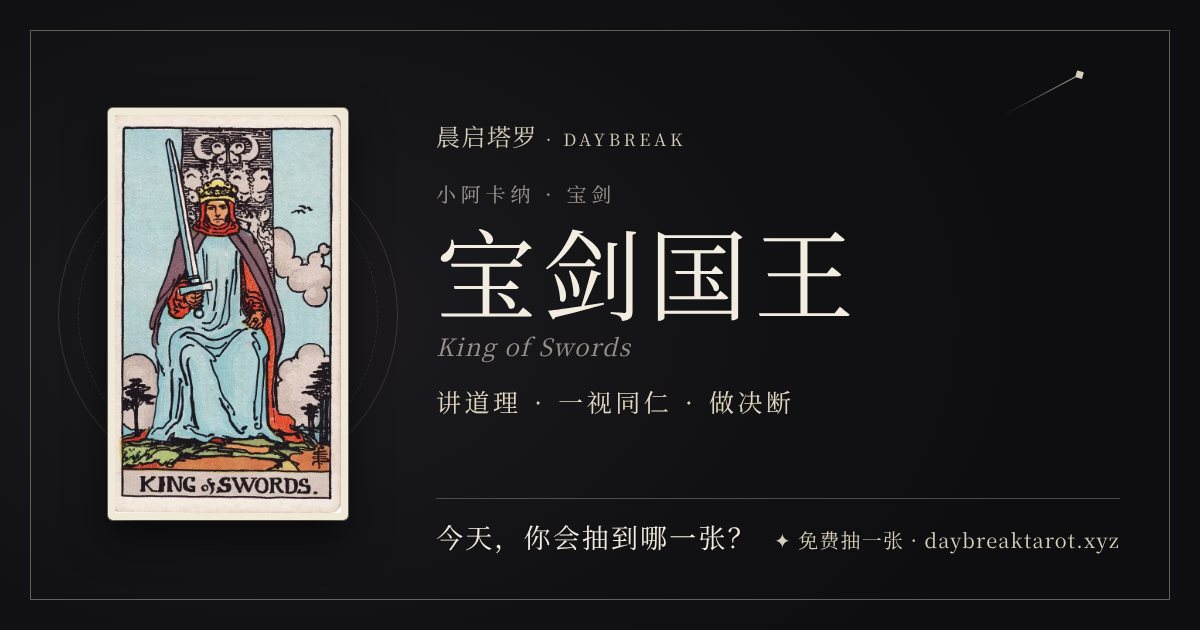 晨启塔罗 · DAYBREAK
小阿卡纳 · 宝剑
宝剑国王
King of Swords
讲道理 · 一视同仁 · 做决断
KING of SWORDS.
今天，你会抽到哪一张？ ✦ 免费抽一张 · daybreaktarot.xyz